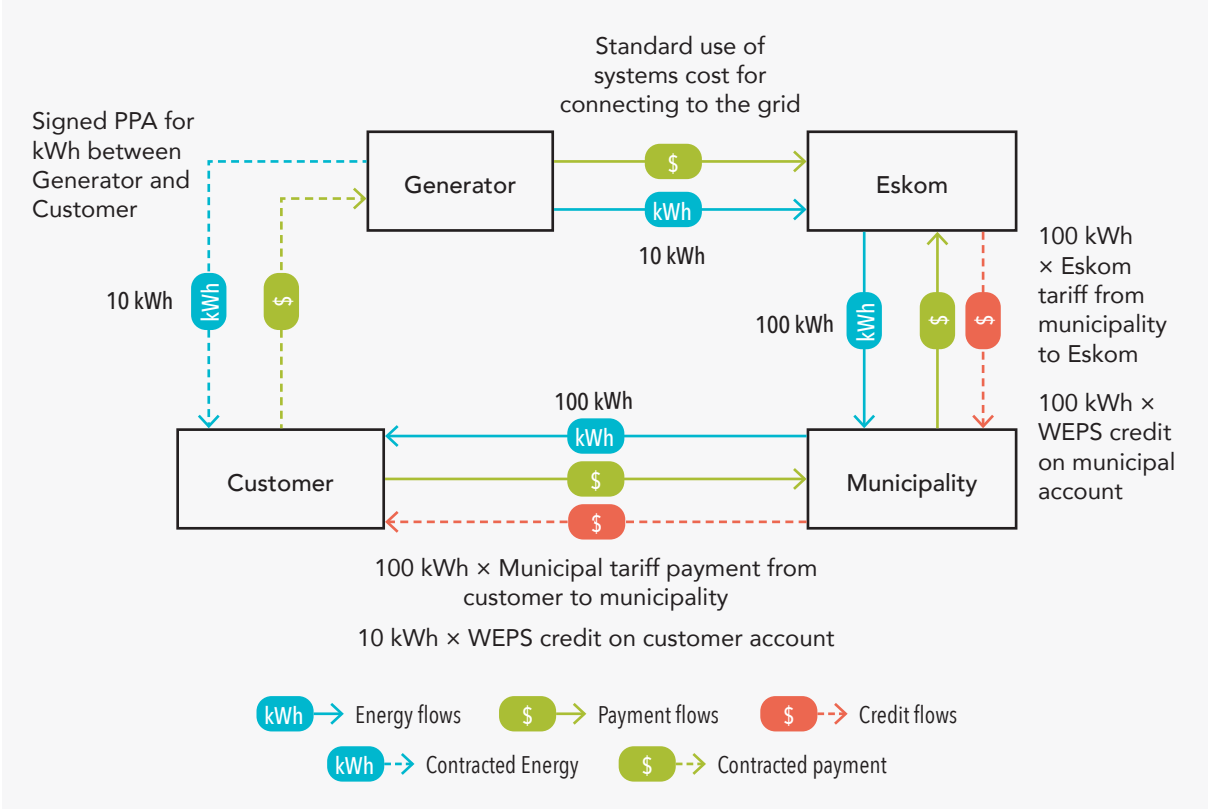 Standard use of
systems cost for
connecting to the grid
Signed PPA for
kWh between
Generator and
Customer
Generator
$
kWh
10 kWh
Eskom
10 kWh
kWh
$
100 kWh
kWh
$
$
100 kWh
× Eskom
tariff from
municipality
to Eskom
100 kWh ×
WEPS credit
on municipal
account
100 kWh
kWh
$
$
Customer
Municipality
100 kWh × Municipal tariff payment from
customer to municipality
10 kWh × WEPS credit on customer account
kWh Energy flows
$ Payment flows
$ Credit flows
kWh Contracted Energy
$ Contracted payment